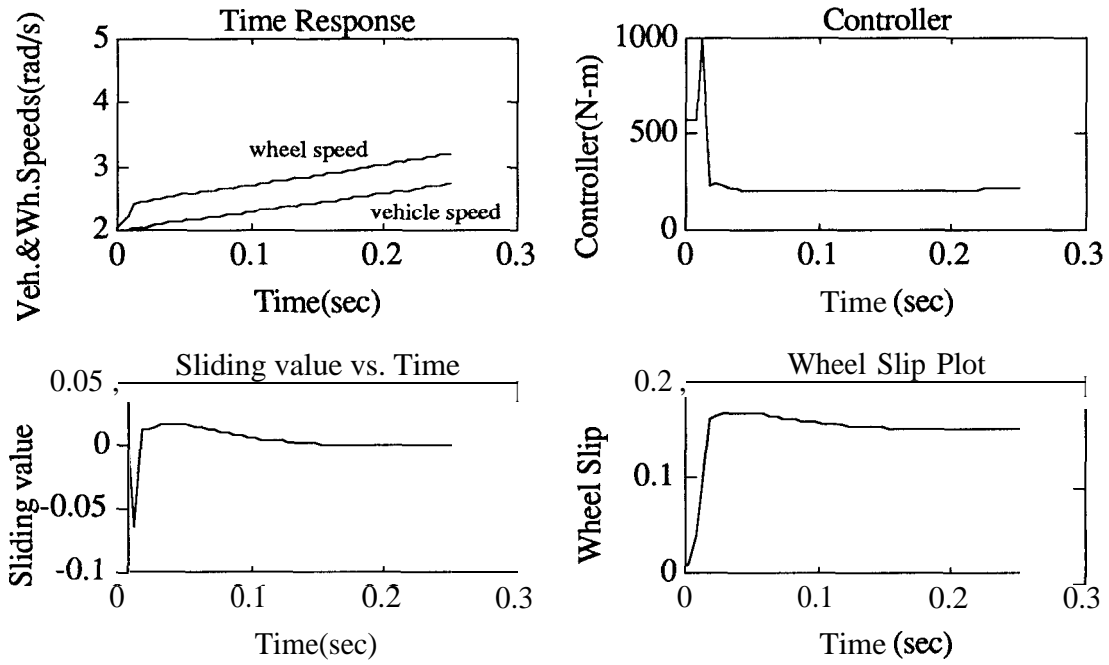 Time Response
Veh.&Wh.Speeds(rad/s)
5
4
3
2
wheel speed
vehicle speed
0
0.1
0.2
0.3
Time(sec)
Controller
Controller(N-m)
1000
500
0
0
0.1
0.2
0.3
Time (sec)
Sliding value vs. Time
Sliding value
0.05
0
-0.05
-0.1
0
0.1
0.2
0.3
Time(sec)
Wheel Slip Plot
Wheel Slip
0.2
0.1
0
0
0.1
0.2
0.3
Time (sec)